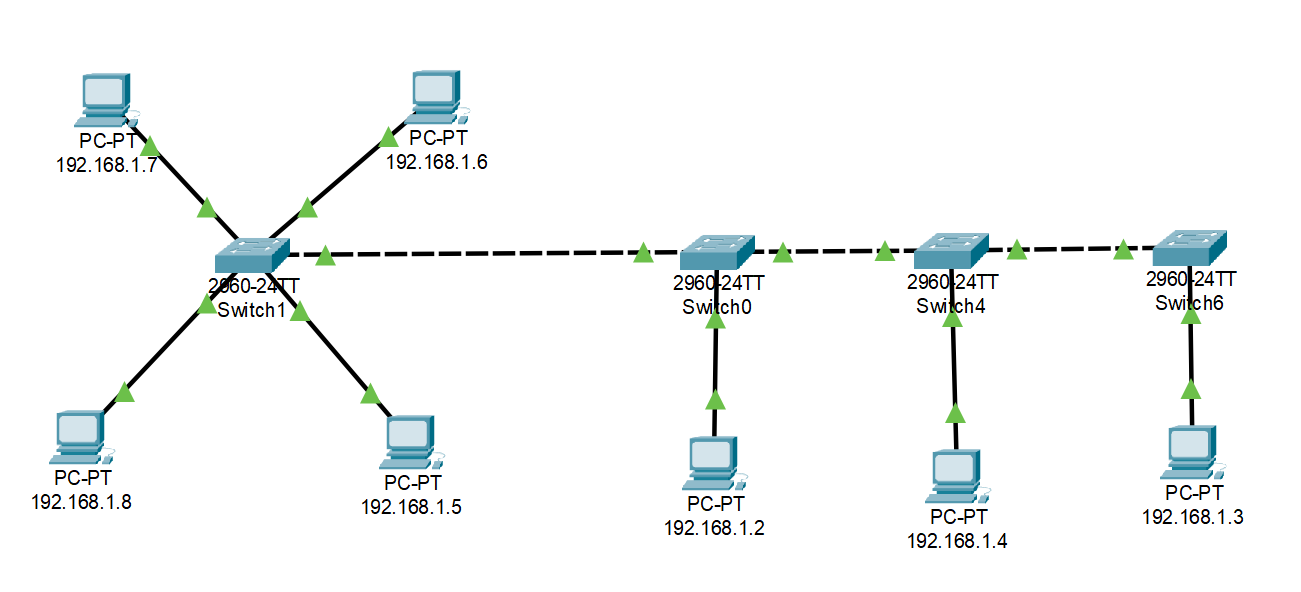 PC-PT
192.168.1.7
PC-PT
192.168.1.6
2960-24TT
Switch1
2960-24TT
Switch0
2960-24TT
Switch4
2960-24TT
Switch6
PC-PT
192.168.1.8
PC-PT
192.168.1.5
PC-PT
192.168.1.2
PC-PT
192.168.1.4
PC-PT
192.168.1.3